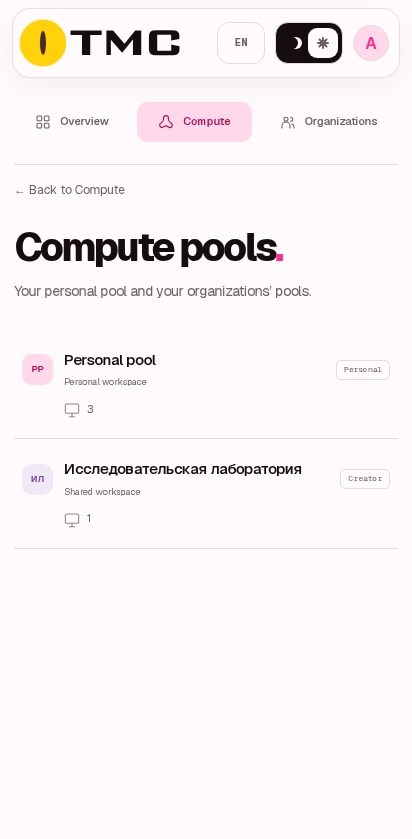 TMC
EN
A
Overview
Compute
Organizations
← Back to Compute
Compute pools.
Your personal pool and your organizations' pools.
PP
Personal pool
Personal
Personal workspace
3
ИЛ
Исследовательская лаборатория
Creator
Shared workspace
1